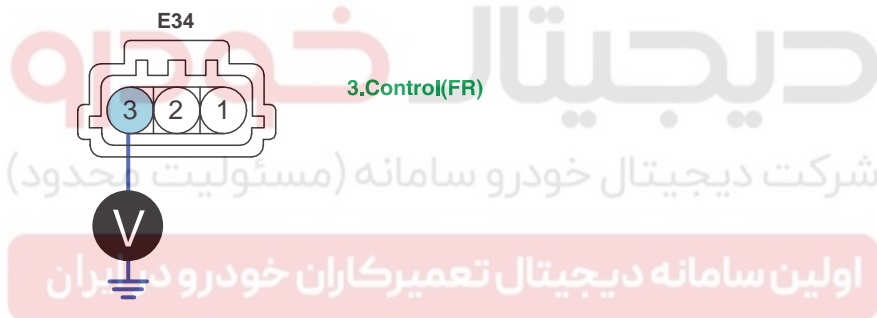 E34
دیجیتال خودرو
3 2 1
3.Control(FR)
شرکت دیجیتال خودرو سامانه (مسئولیت محدود)
V
اولین سامانه دیجیتال تعمیرکاران خودرو در ایران